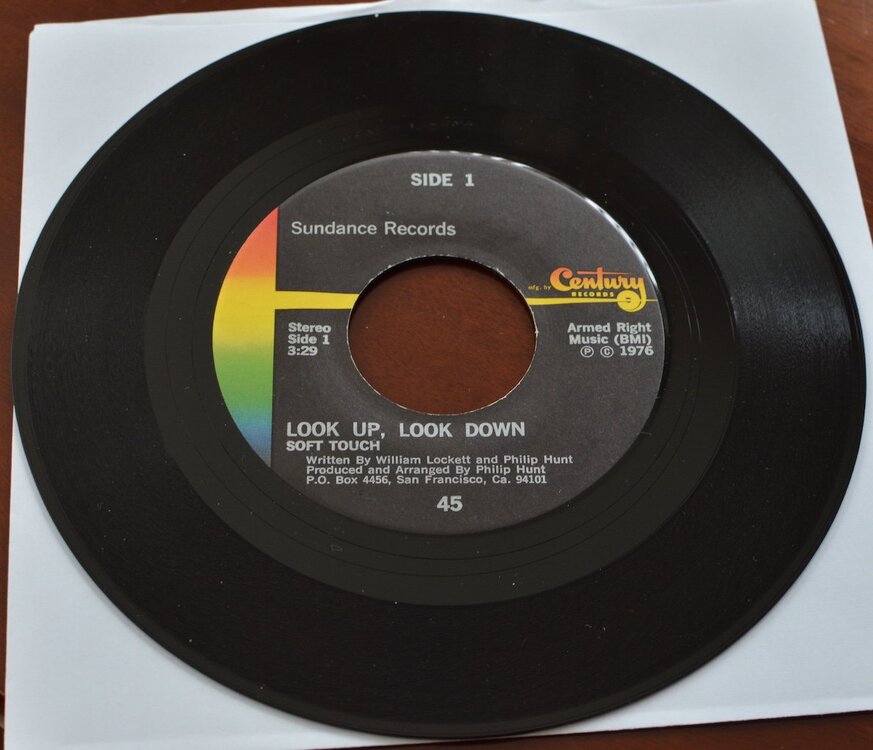 SIDE 1
Sundance Records
mfg. by Century
RECORDS
Stereo
Side 1
3:29
Armed Right
Music (BMI)
Ⓟ © 1976
LOOK UP, LOOK DOWN
SOFT TOUCH
Written By William Lockett and Philip Hunt
Produced and Arranged By Philip Hunt
P.O. Box 4456, San Francisco, Ca. 94101
45